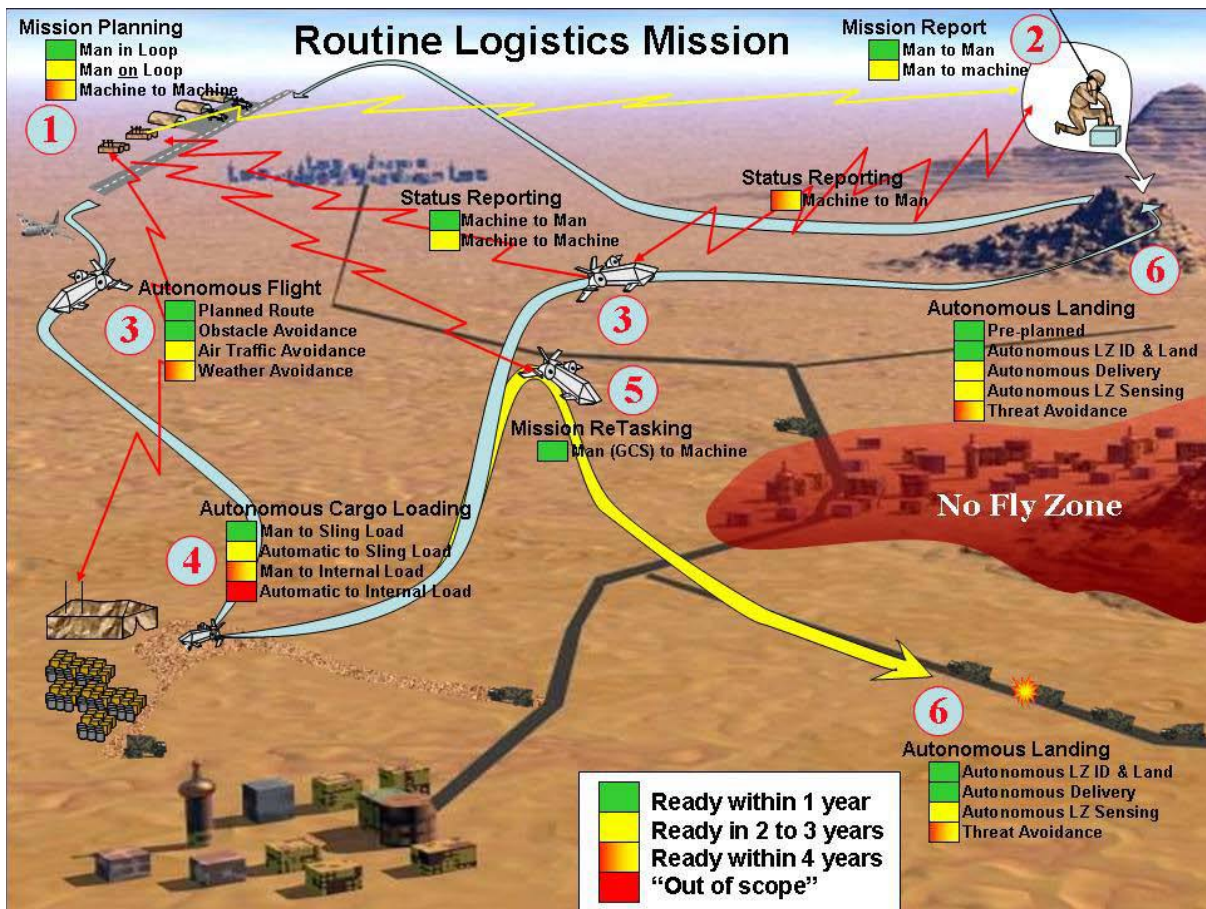 Routine Logistics Mission
Mission Planning
Man in Loop
Man on Loop
Machine to Machine
1
Mission Report
Man to Man
Man to machine
2
Status Reporting
Machine to Man
Machine to Machine
Status Reporting
Machine to Man
3
Autonomous Flight
Planned Route
Obstacle Avoidance
Air Traffic Avoidance
Weather Avoidance
3
6
Autonomous Landing
Pre-planned
Autonomous LZ ID & Land
Autonomous Delivery
Autonomous LZ Sensing
Threat Avoidance
5
Mission ReTasking
Man (GCS) to Machine
No Fly Zone
Autonomous Cargo Loading
Man to Sling Load
Automatic to Sling Load
Man to Internal Load
Automatic to Internal Load
4
6
Autonomous Landing
Autonomous LZ ID & Land
Autonomous Delivery
Autonomous LZ Sensing
Threat Avoidance
Ready within 1 year
Ready in 2 to 3 years
Ready within 4 years
“Out of scope”